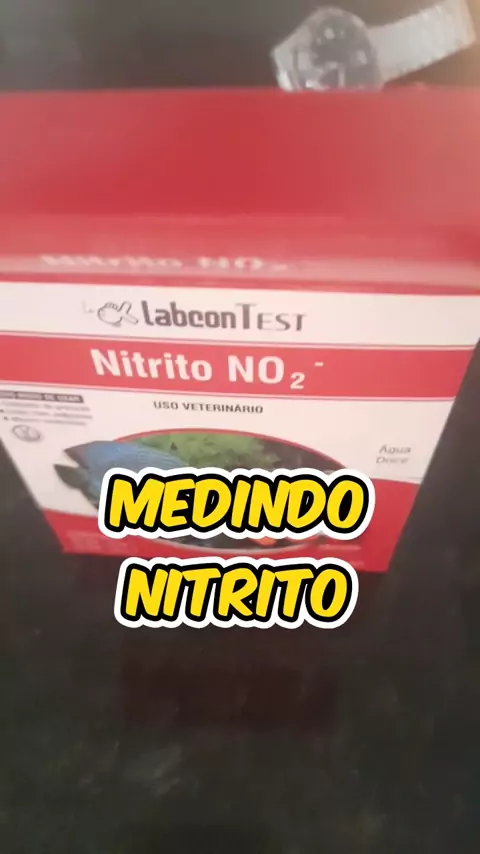 Nitrito NO2
LabconTEST
Nitrito NO2-
USO VETERINÁRIO
Água
Doce
MEDINDO
NITRITO